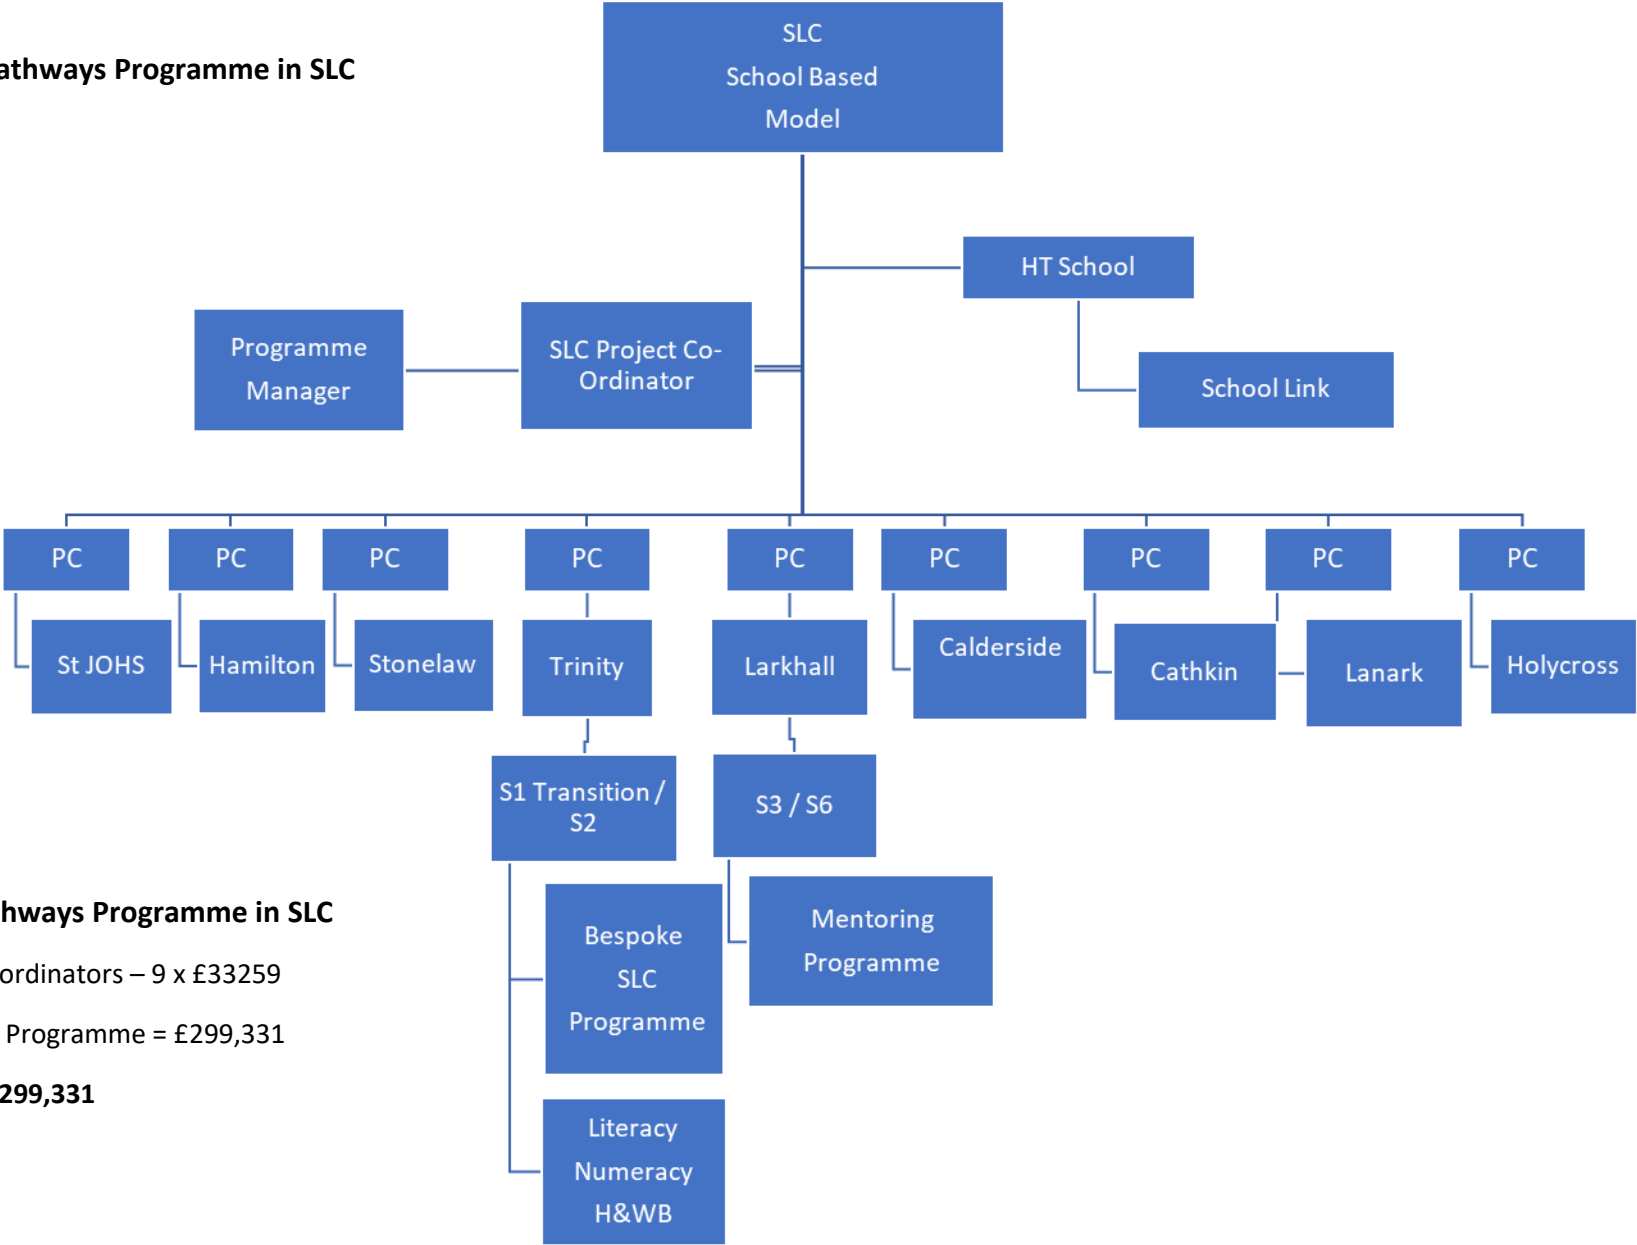 SLC
School Based
Model
athways Programme in SLC
HT School
Programme
Manager
SLC Project Co-
Ordinator
School Link
PC
PC
PC
PC
PC
PC
PC
PC
PC
St JOHS
Hamilton
Stonelaw
Trinity
Larkhall
Calderside
Cathkin
Lanark
Holycross
S1 Transition /
S2
S3 / S6
Bespoke
SLC
Programme
Mentoring
Programme
Literacy
Numeracy
H&WB
hways Programme in SLC
ordinators – 9 x £33259
Programme = £299,331
299,331